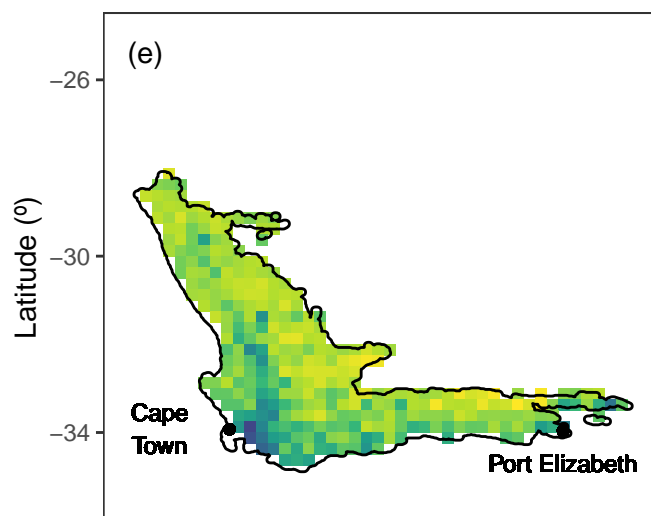 (e)
−26
−30
−34
Latitude (º)
Cape
Town
Port Elizabeth